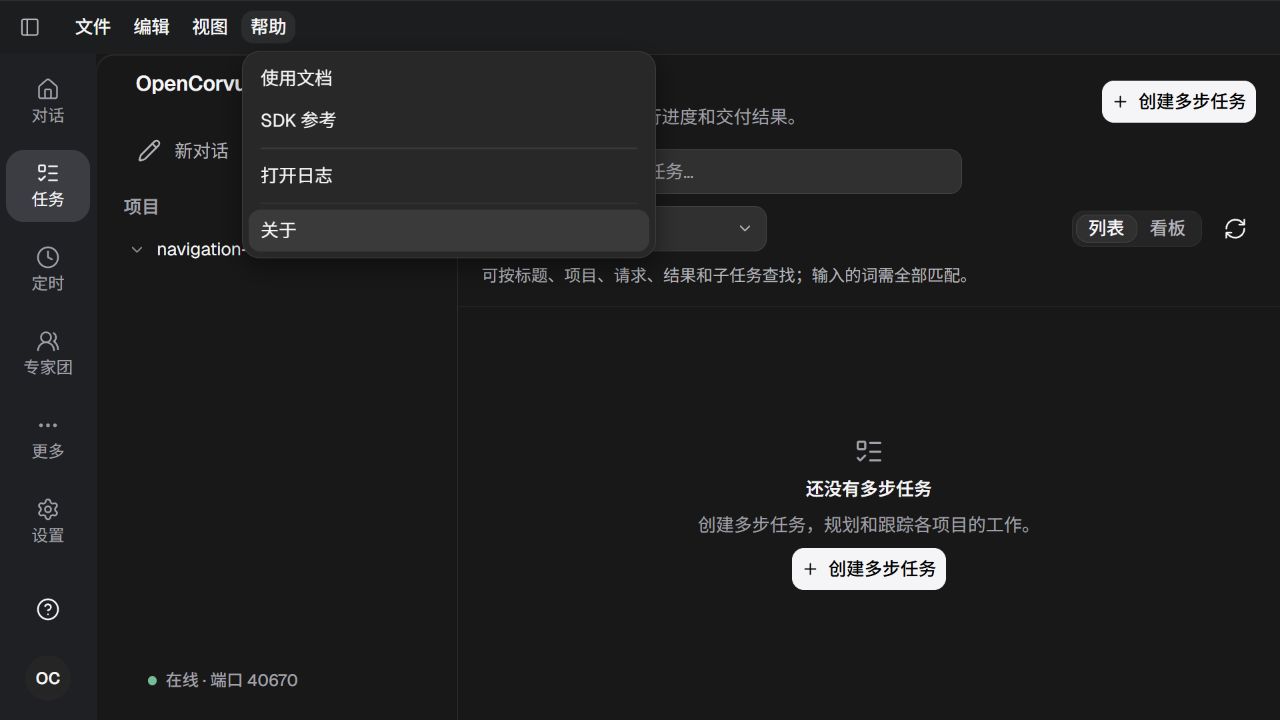 文件 编辑 视图 帮助
对话
任务
定时
专家团
更多
设置
OC
OpenCorvu
新对话
项目
navigation-
在线 · 端口 40670
使用文档
SDK 参考
打开日志
关于
行进度和交付结果。
创建多步任务
任务...
列表 看板
可按标题、项目、请求、结果和子任务查找；输入的词需全部匹配。
还没有多步任务
创建多步任务，规划和跟踪各项目的工作。
创建多步任务